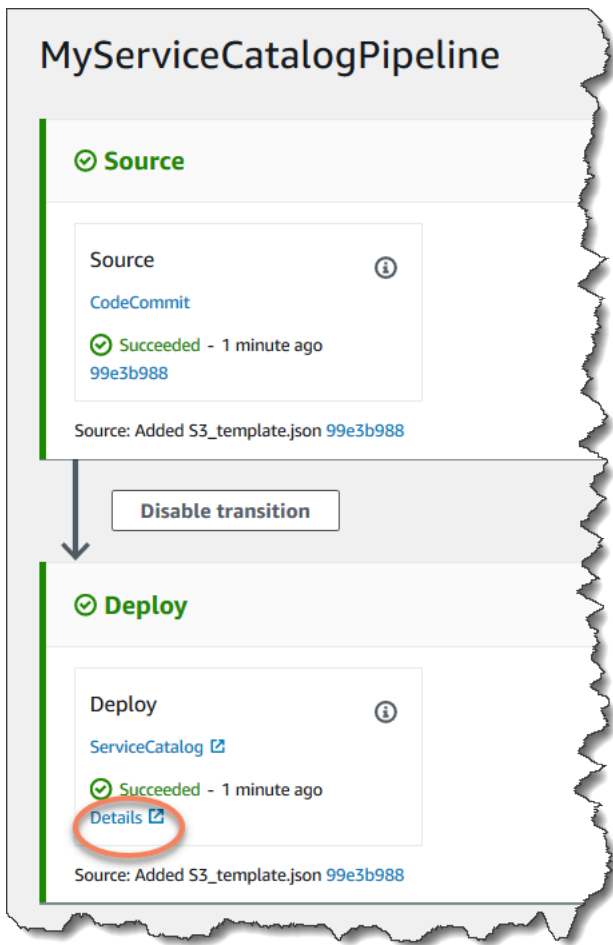 MyServiceCatalogPipeline
Source
Source
CodeCommit
Succeeded - 1 minute ago
99e3b988
Source: Added S3_template.json 99e3b988
Disable transition
Deploy
Deploy
ServiceCatalog
Succeeded - 1 minute ago
Details
Source: Added S3_template.json 99e3b988